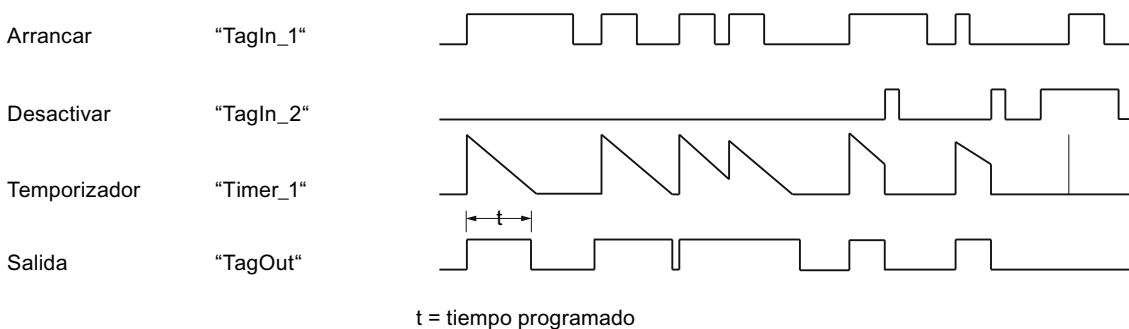 Arrancar “TagIn_1“
Desactivar “TagIn_2“
Temporizador “Timer_1“
t
Salida “TagOut“
t = tiempo programado